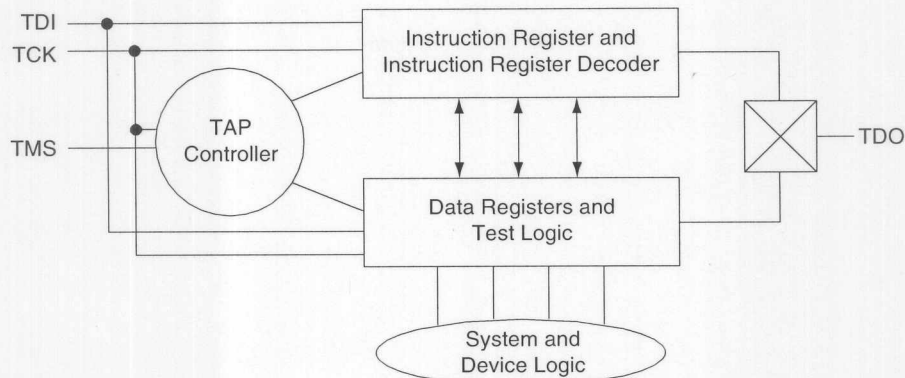 TDI
TCK
TMS
TAP
Controller
Instruction Register and
Instruction Register Decoder
Data Registers and
Test Logic
System and
Device Logic
TDO